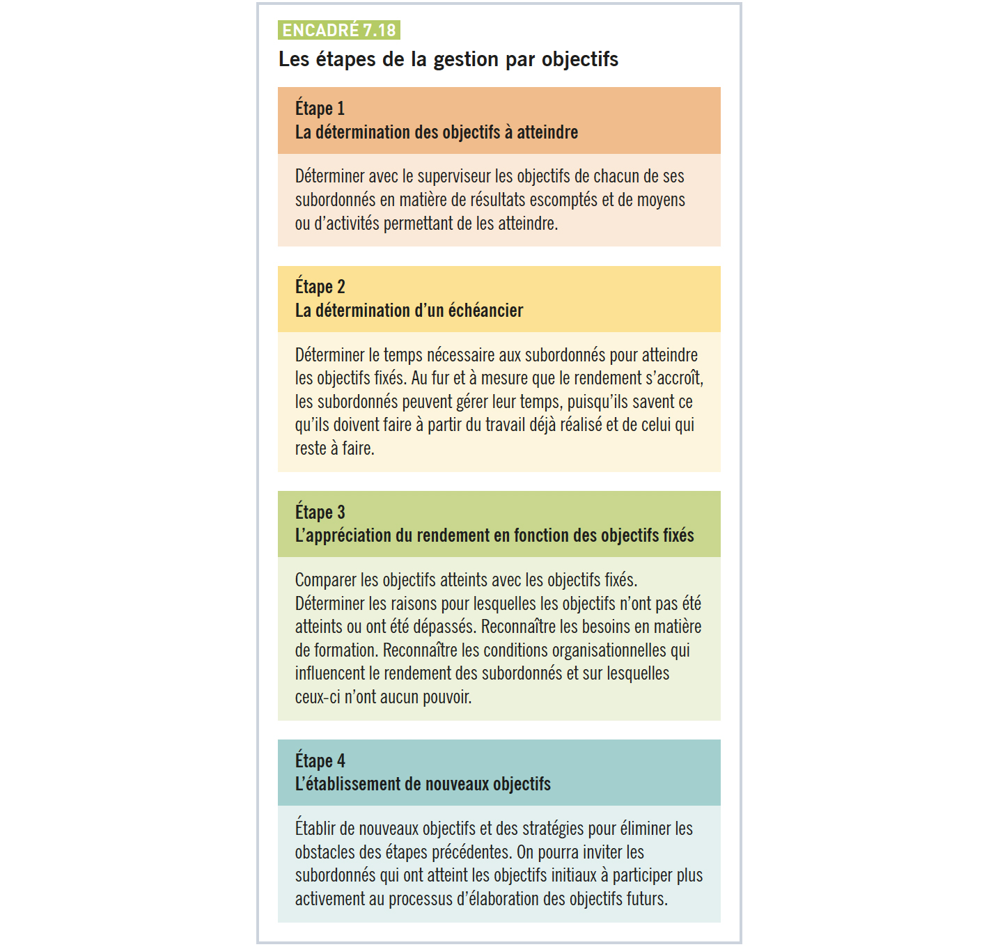 ENCADRÉ 7.18
Les étapes de la gestion par objectifs
Étape 1
La détermination des objectifs à atteindre
Déterminer avec le superviseur les objectifs de chacun de ses
subordonnés en matière de résultats escomptés et de moyens
ou d’activités permettant de les atteindre.
Étape 2
La détermination d’un échéancier
Déterminer le temps nécessaire aux subordonnés pour atteindre
les objectifs fixés. Au fur et à mesure que le rendement s’accroît,
les subordonnés peuvent gérer leur temps, puisqu’ils savent ce
qu’ils doivent faire à partir du travail déjà réalisé et de celui qui
reste à faire.
Étape 3
L’appréciation du rendement en fonction des objectifs fixés
Comparer les objectifs atteints avec les objectifs fixés.
Déterminer les raisons pour lesquelles les objectifs n’ont pas été
atteints ou ont été dépassés. Reconnaître les besoins en matière
de formation. Reconnaître les conditions organisationnelles qui
influencent le rendement des subordonnés et sur lesquelles
ceux-ci n’ont aucun pouvoir.
Étape 4
L’établissement de nouveaux objectifs
Établir de nouveaux objectifs et des stratégies pour éliminer les
obstacles des étapes précédentes. On pourra inviter les
subordonnés qui ont atteint les objectifs initiaux à participer plus
activement au processus d’élaboration des objectifs futurs.